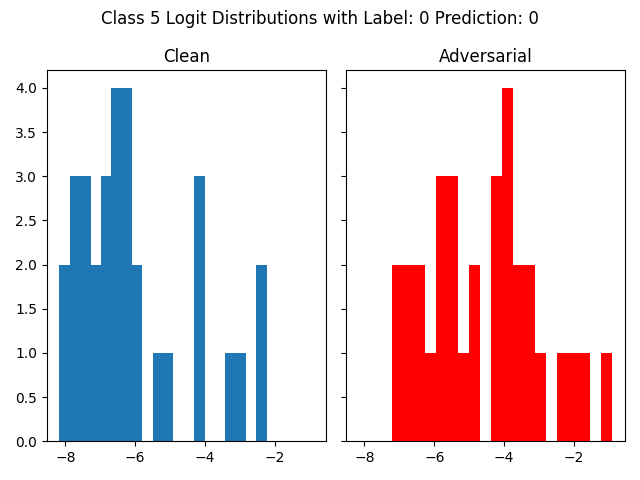 Class 5 Logit Distributions with Label: 0 Prediction: 0
Clean
Adversarial
4.0
3.5
3.0
2.5
2.0
1.5
1.0
0.5
0.0
−8 −6 −4 −2
−8 −6 −4 −2